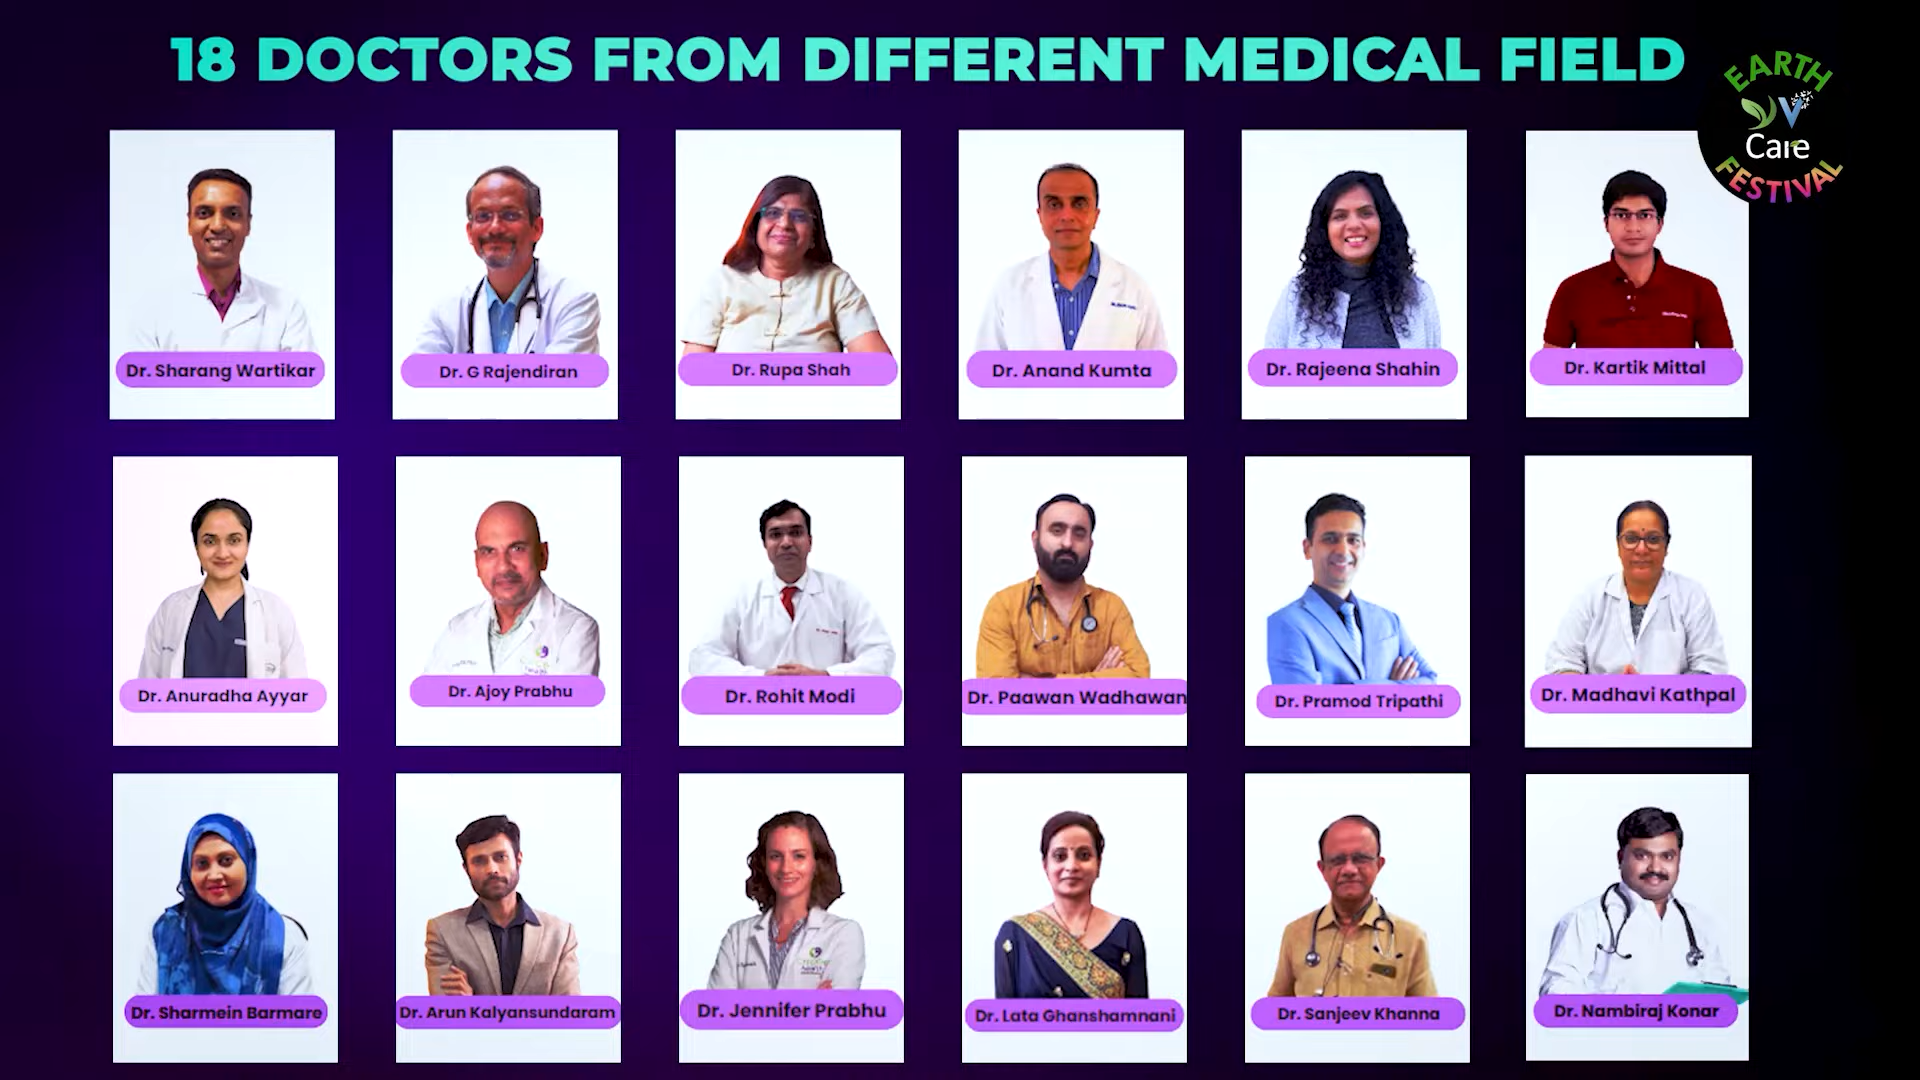 18 DOCTORS FROM DIFFERENT MEDICAL FIELD
EARTH
V
Care
FESTIVAL
Dr. Sharang Wartikar
Dr. G Rajendiran
Dr. Rupa Shah
Dr. Anand Kumta
Dr. Rajeena Shahin
Dr. Kartik Mittal
Dr. Anuradha Ayyar
Dr. Ajoy Prabhu
Dr. Rohit Modi
Dr. Paawan Wadhawan
Dr. Pramod Tripathi
Dr. Madhavi Kathpal
Dr. Sharmein Barmare
Dr. Arun Kalyansundaram
Dr. Jennifer Prabhu
Dr. Lata Ghanshamnani
Dr. Sanjeev Khanna
Dr. Nambiraj Konar